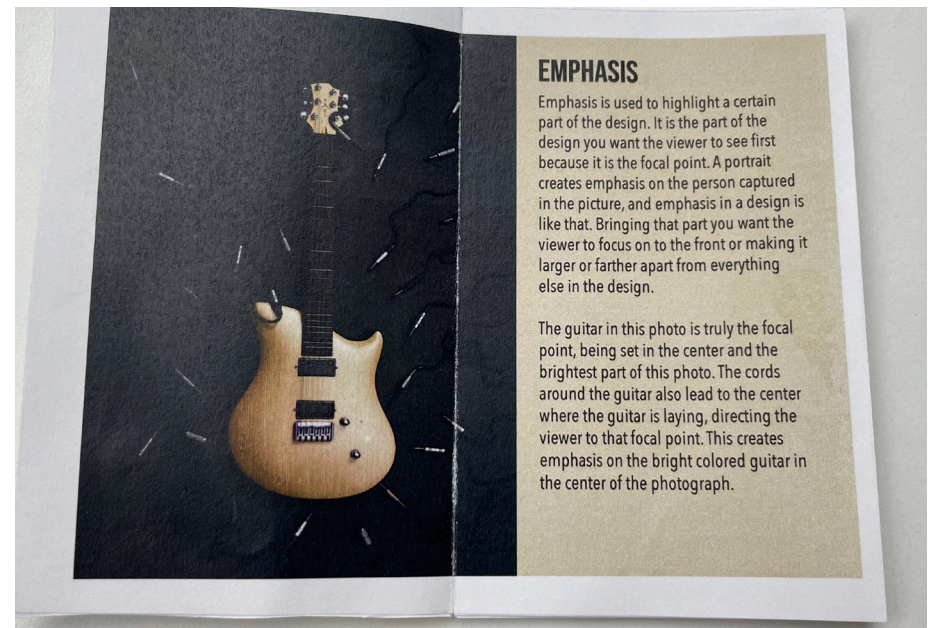 EMPHASIS
Emphasis is used to highlight a certain
part of the design. It is the part of the
design you want the viewer to see first
because it is the focal point. A portrait
creates emphasis on the person captured
in the picture, and emphasis in a design is
like that. Bringing that part you want the
viewer to focus on to the front or making it
larger or farther apart from everything
else in the design.
The guitar in this photo is truly the focal
point, being set in the center and the
brightest part of this photo. The cords
around the guitar also lead to the center
where the guitar is laying, directing the
viewer to that focal point. This creates
emphasis on the bright colored guitar in
the center of the photograph.